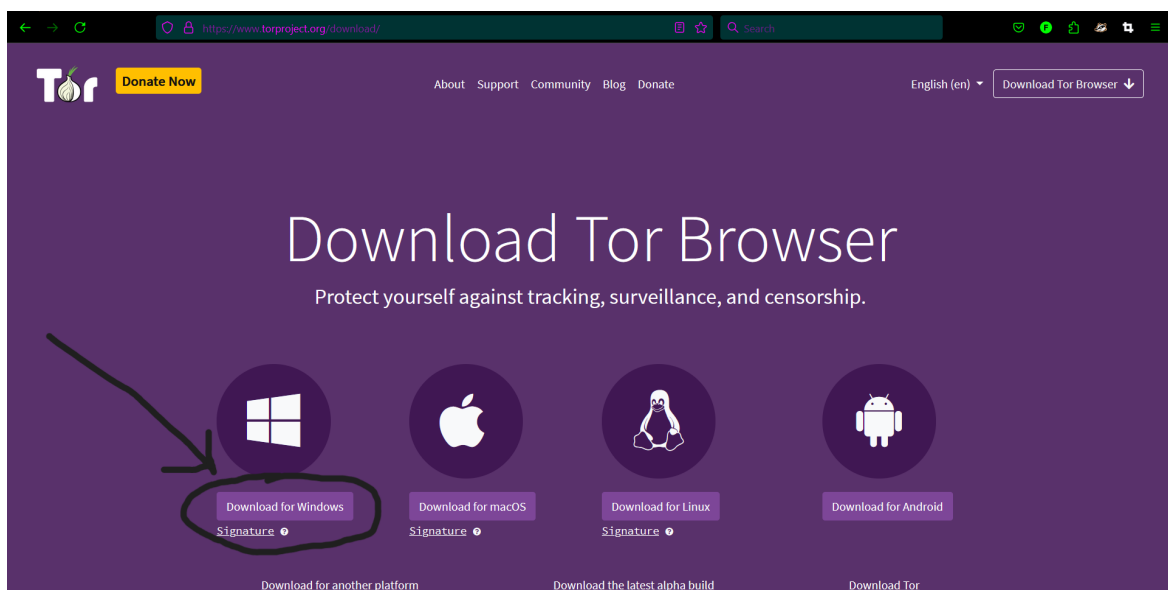 https://www.torproject.org/download/
Search
Tor
Donate Now
About Support Community Blog Donate
English (en)
Download Tor Browser
Download Tor Browser
Protect yourself against tracking, surveillance, and censorship.
Download for Windows Download for macOS Download for Linux Download for Android
Signature ? Signature ? Signature ?
Download for another platform Download the latest alpha build Download Tor